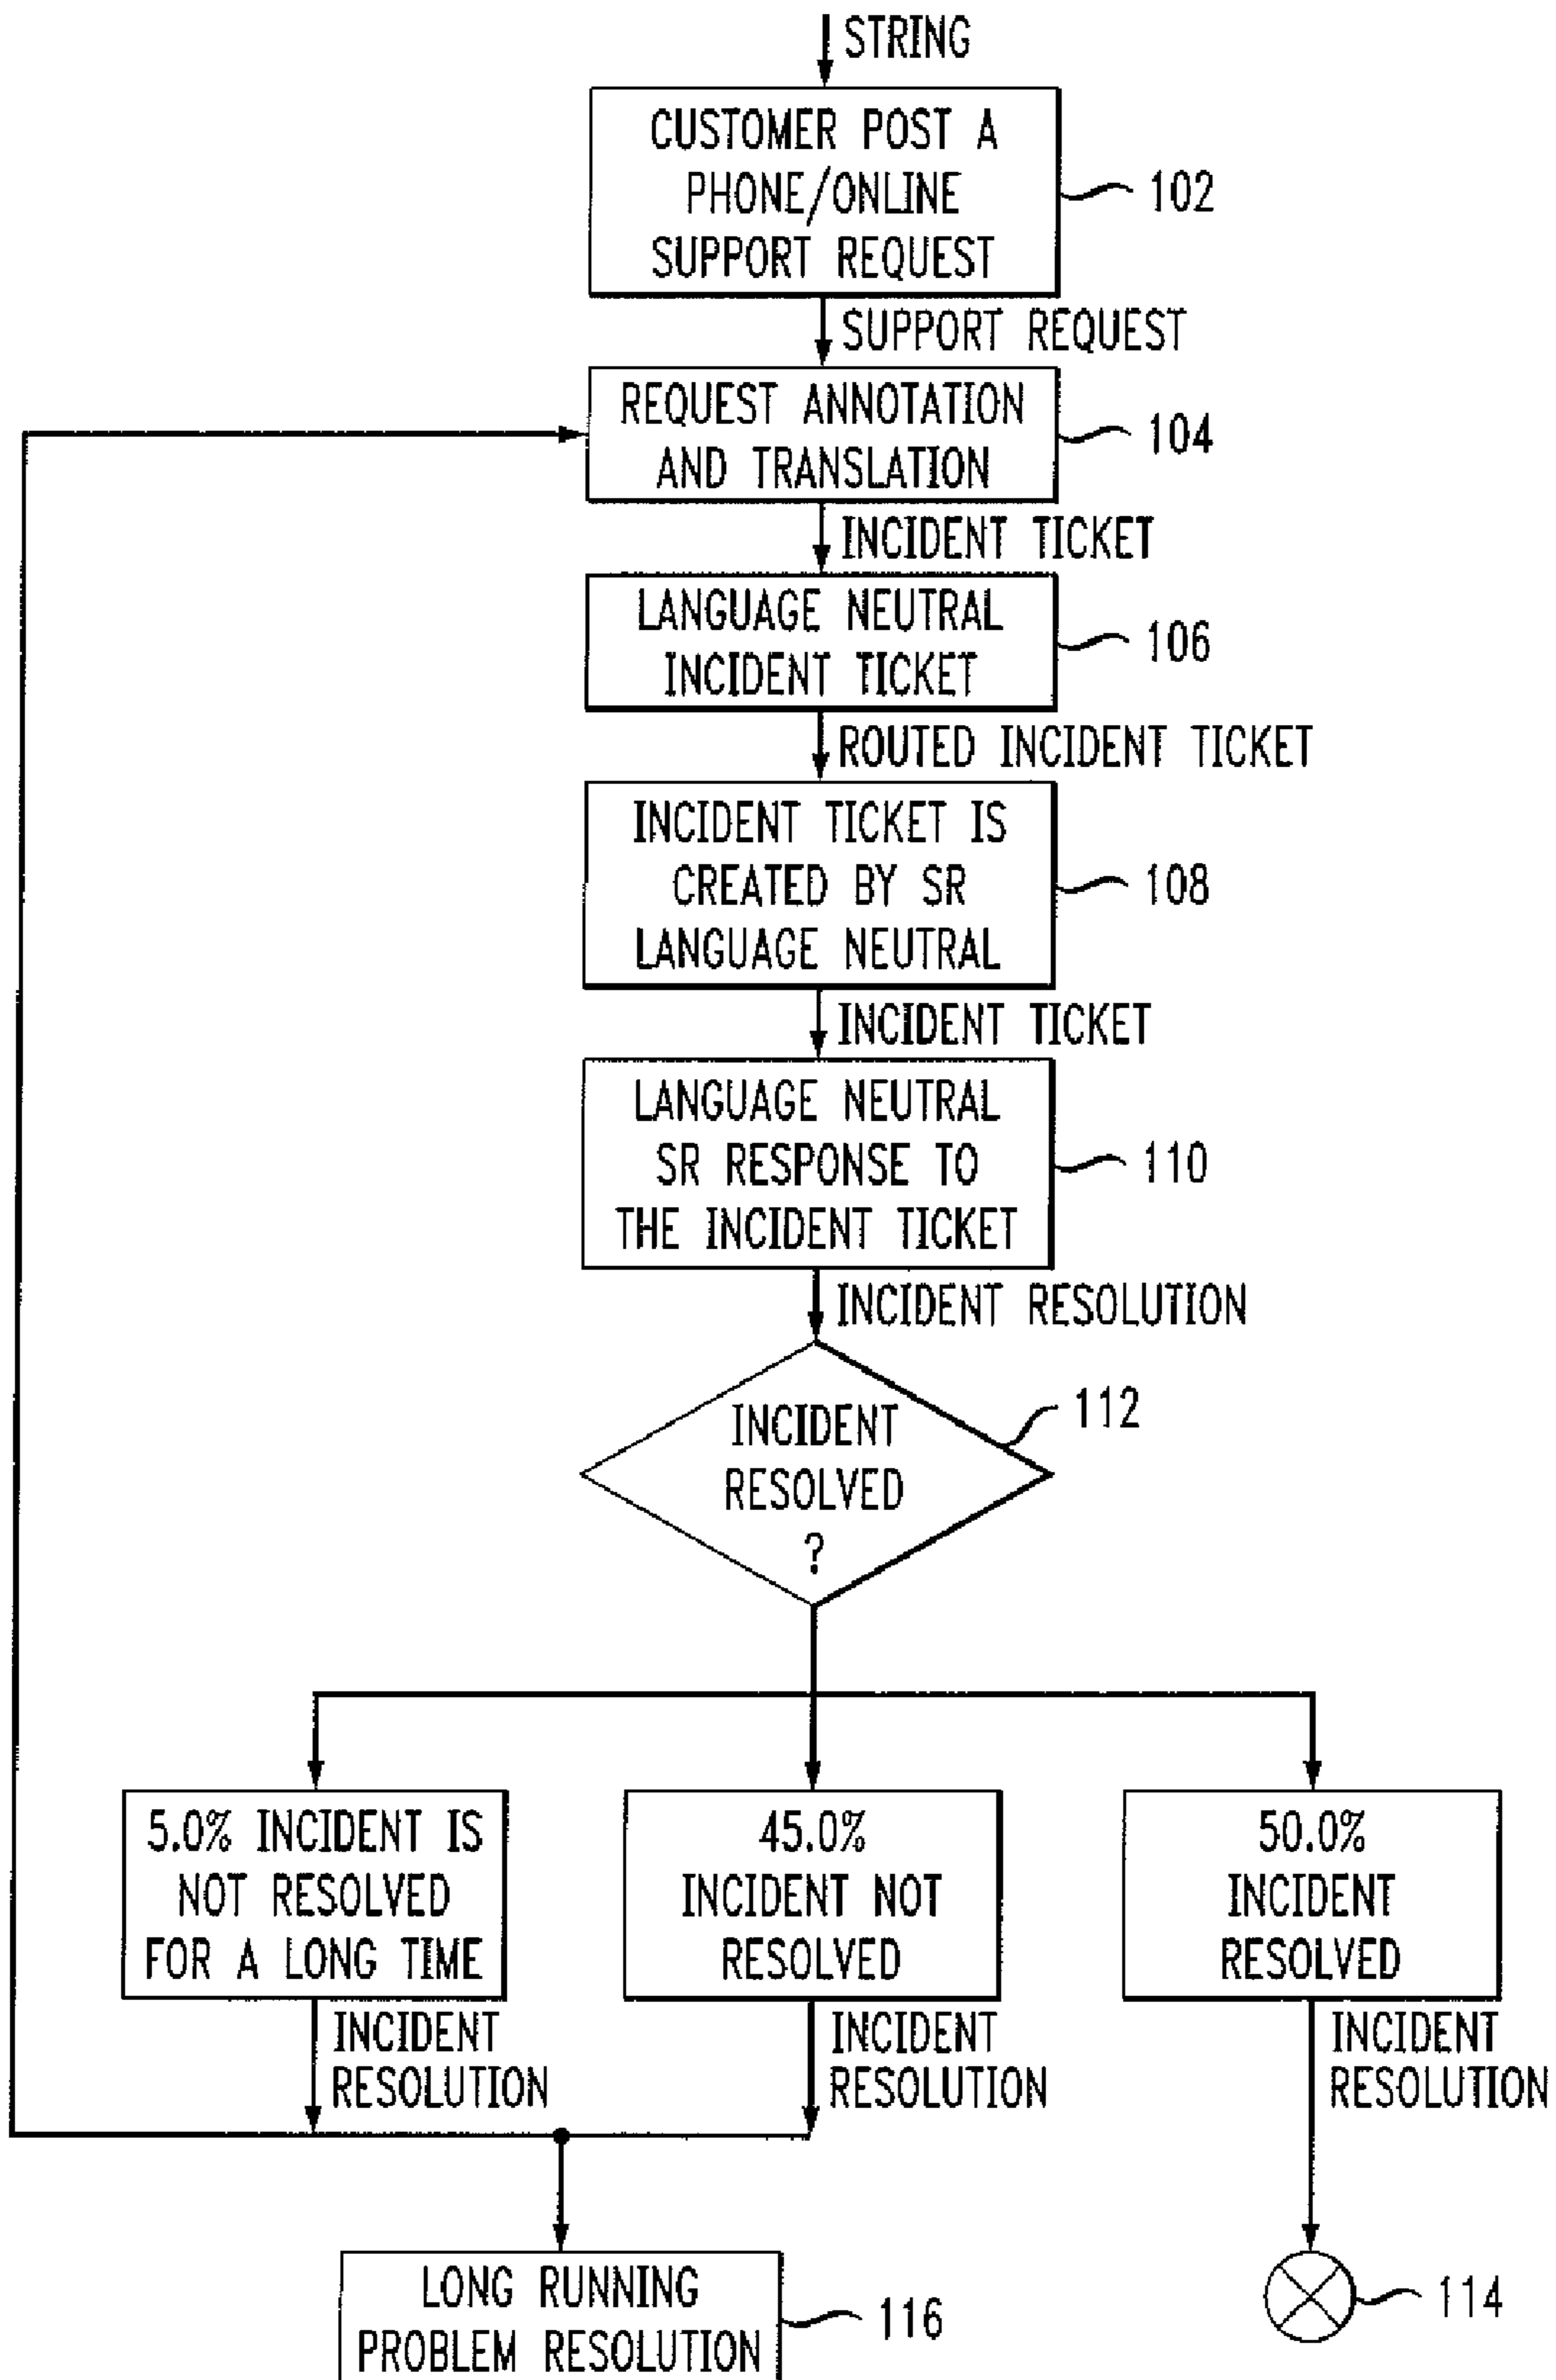 STRING
CUSTOMER POST A
PHONE/ONLINE
SUPPORT REQUEST
102
SUPPORT REQUEST
REQUEST ANNOTATION
AND TRANSLATION
104
INCIDENT TICKET
LANGUAGE NEUTRAL
INCIDENT TICKET
106
ROUTED INCIDENT TICKET
INCIDENT TICKET IS
CREATED BY SR
LANGUAGE NEUTRAL
108
INCIDENT TICKET
LANGUAGE NEUTRAL
SR RESPONSE TO
THE INCIDENT TICKET
110
INCIDENT RESOLUTION
INCIDENT
RESOLVED
?
112
5.0% INCIDENT IS
NOT RESOLVED
FOR A LONG TIME
45.0%
INCIDENT NOT
RESOLVED
50.0%
INCIDENT
RESOLVED
INCIDENT
RESOLUTION
INCIDENT
RESOLUTION
INCIDENT
RESOLUTION
LONG RUNNING
PROBLEM RESOLUTION
116
114